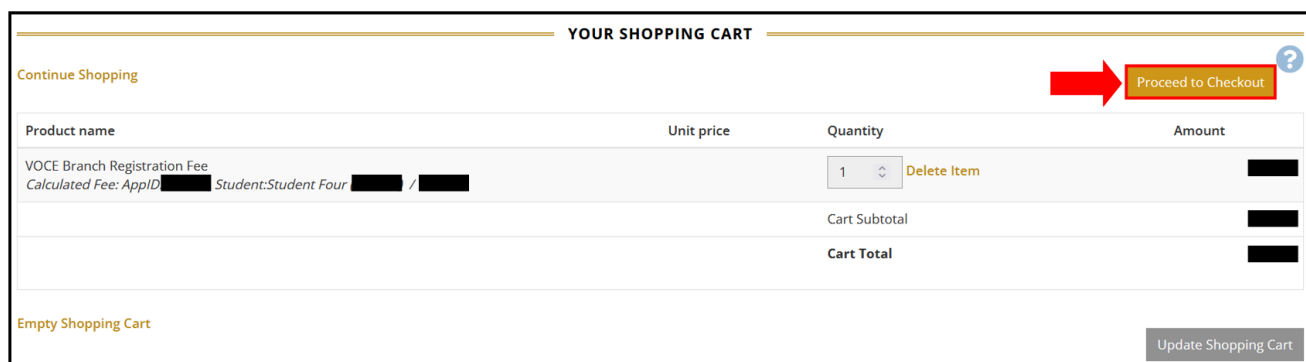 YOUR SHOPPING CART
?
Continue Shopping
Proceed to Checkout
Product name Unit price Quantity Amount
VOCE Branch Registration Fee
1 Delete Item
Calculated Fee: AppID Student:Student Four ( ) /
Cart Subtotal
Cart Total
Empty Shopping Cart
Update Shopping Cart